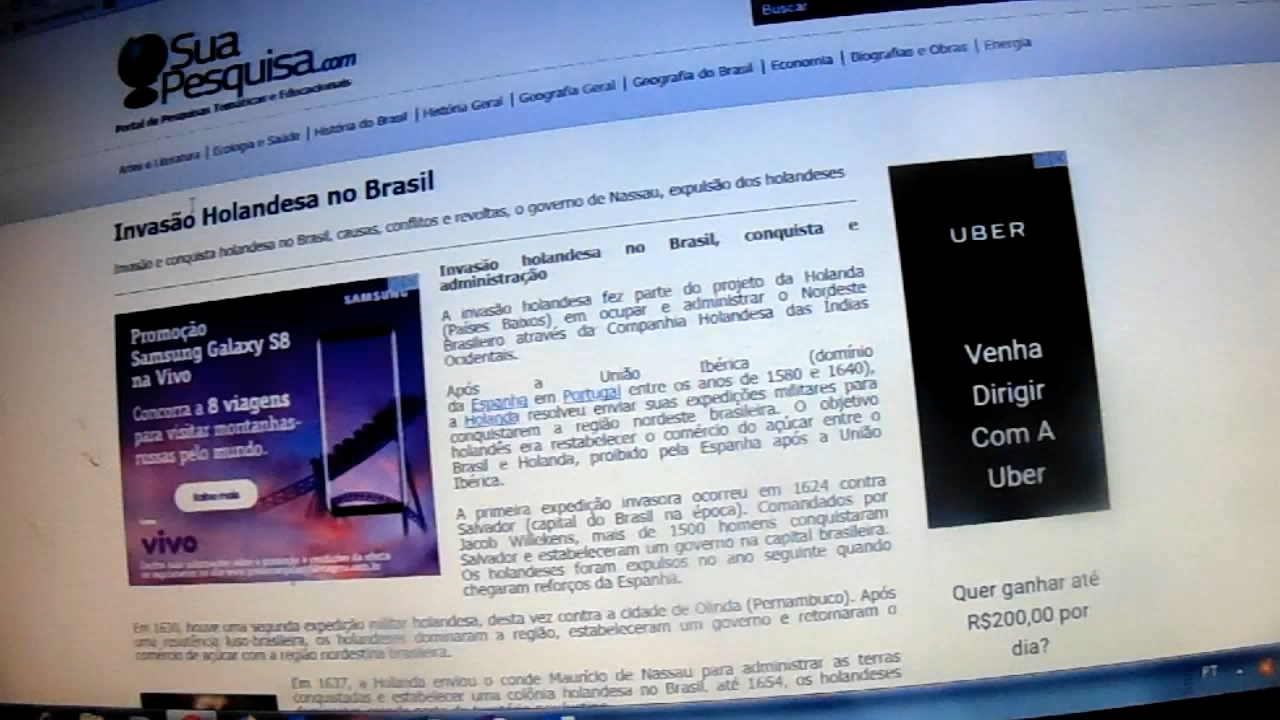 Buscar
Sua
Pesquisa.com
Portal de Pesquisas Temáticas e Educacionais
Artes e Literatura | Ecologia e Saúde | História do Brasil | História Geral | Geografia Geral | Geografia do Brasil | Economia | Biografias e Obras | Energia
Invasão Holandesa no Brasil
Invasão e conquista holandesa no Brasil, causas, conflitos e revoltas, o governo de Nassau, expulsão dos holandeses
SAMSUNG
Promoção
Samsung Galaxy S8
na Vivo
Concorra a 8 viagens
para visitar montanhas-
russas pelo mundo.
Saiba mais
vivo
Invasão holandesa no Brasil, conquista e
administração
A invasão holandesa fez parte do projeto da Holanda
(Países Baixos) em ocupar e administrar o Nordeste
Brasileiro através da Companhia Holandesa das Índias
Ocidentais.
Após a União Ibérica (domínio
da Espanha em Portugal entre os anos de 1580 e 1640),
a Holanda resolveu enviar suas expedições militares para
conquistarem a região nordeste brasileira. O objetivo
holandês era restabelecer o comércio do açúcar entre o
Brasil e Holanda, proibido pela Espanha após a União
Ibérica.
A primeira expedição invasora ocorreu em 1624 contra
Salvador (capital do Brasil na época). Comandados por
Jacob Willekens, mais de 1500 homens conquistaram
Salvador e estabeleceram um governo na capital brasileira.
Os holandeses foram expulsos no ano seguinte quando
chegaram reforços da Espanha.
Em 1630, houve uma segunda expedição militar holandesa, desta vez contra a cidade de Olinda (Pernambuco). Após
uma resistência luso-brasileira, os holandeses dominaram a região, estabeleceram um governo e retomaram o
comércio de açúcar com a região nordestina brasileira.
Em 1637, a Holanda enviou o conde Maurício de Nassau para administrar as terras
conquistadas e estabelecer uma colônia holandesa no Brasil. até 1654, os holandeses
UBER
Venha
Dirigir
Com A
Uber
Quer ganhar até
R$200,00 por
dia?
PT